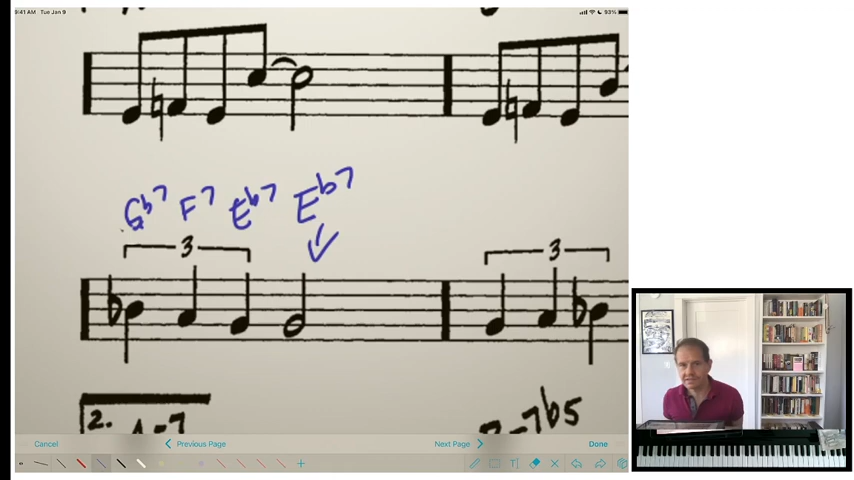 9:41 AM Tue Jan 9
93%
Gb7 F7 Eb7 Eb7
3 3
2. A-7 7b5
Cancel Previous Page Next Page Done
T